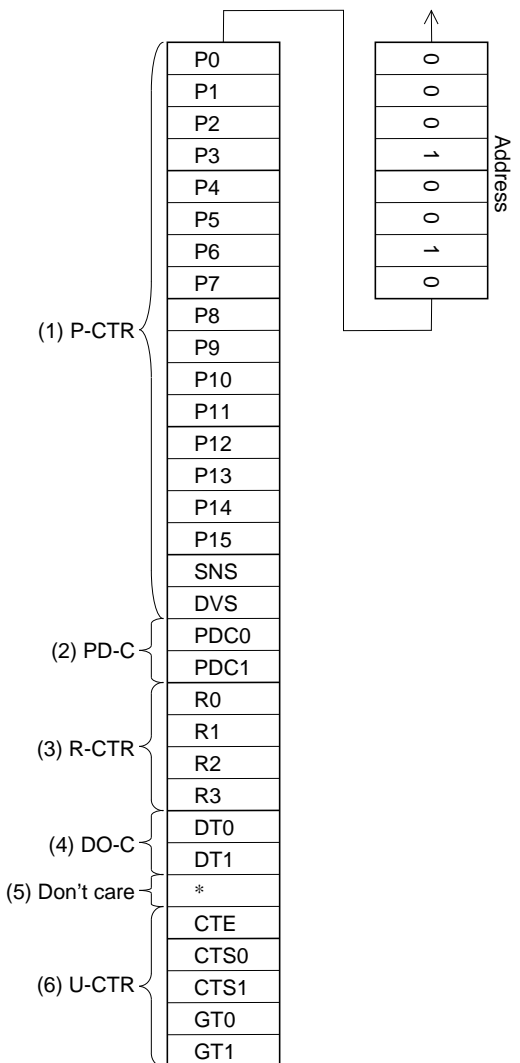 P0
P1
P2
P3
P4
P5
P6
P7
P8
P9
P10
P11
P12
P13
P14
P15
SNS
DVS
PDC0
PDC1
R0
R1
R2
R3
DT0
DT1
*
CTE
CTS0
CTS1
GT0
GT1
(1) P-CTR
(2) PD-C
(3) R-CTR
(4) DO-C
(5) Don't care
(6) U-CTR
0
0
0
1
0
0
1
0
Address